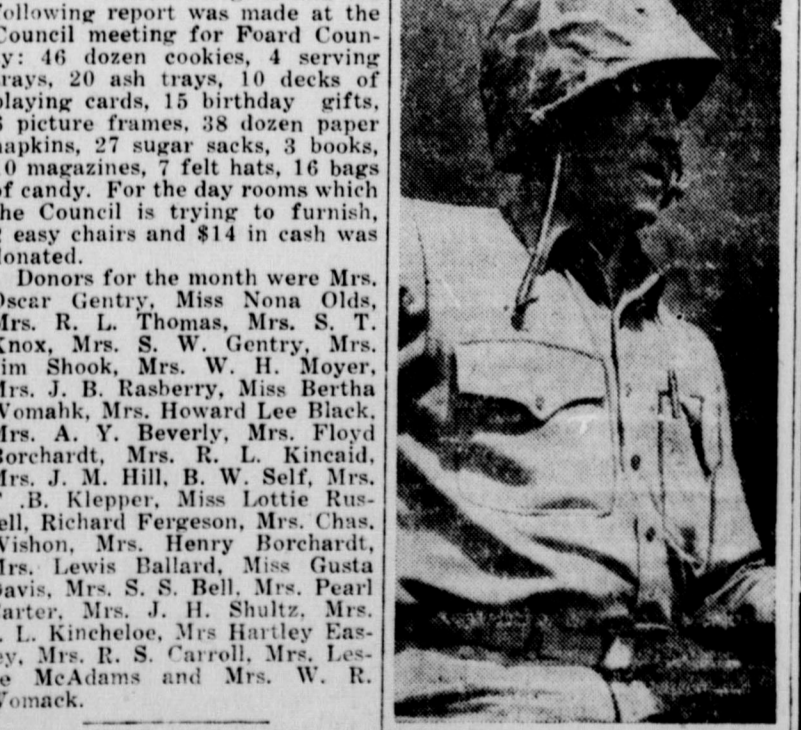 following report was made at the
Council meeting for Foard Coun-
ty: 46 dozen cookies, 4 serving
trays, 20 ash trays, 10 decks of
playing cards, 15 birthday gifts,
picture frames, 38 dozen paper
napkins, 27 sugar sacks, 3 books,
0 magazines, 7 felt hats, 16 bags
of candy. For the day rooms which
the Council is trying to furnish,
2 easy chairs and $14 in cash was
donated.
Donors for the month were Mrs.
Oscar Gentry, Miss Nona Olds,
Mrs. R. L. Thomas, Mrs. S. T.
Knox, Mrs. S. W. Gentry, Mrs.
Jim Shook, Mrs. W. H. Moyer,
Mrs. J. B. Rasberry, Miss Bertha
Womahk, Mrs. Howard Lee Black,
Mrs. A. Y. Beverly, Mrs. Floyd
Borchardt, Mrs. R. L. Kincaid,
Mrs. J. M. Hill, B. W. Self, Mrs.
.B. Klepper, Miss Lottie Rus-
sell, Richard Fergeson, Mrs. Chas.
Wishon, Mrs. Henry Borchardt,
Mrs. Lewis Ballard, Miss Gusta
Davis, Mrs. S. S. Bell, Mrs. Pearl
Carter, Mrs. J. H. Shultz, Mrs.
. L. Kincheloe, Mrs Hartley Eas-
ley, Mrs. R. S. Carroll, Mrs. Les-
lie McAdams and Mrs. W. R.
Womack.